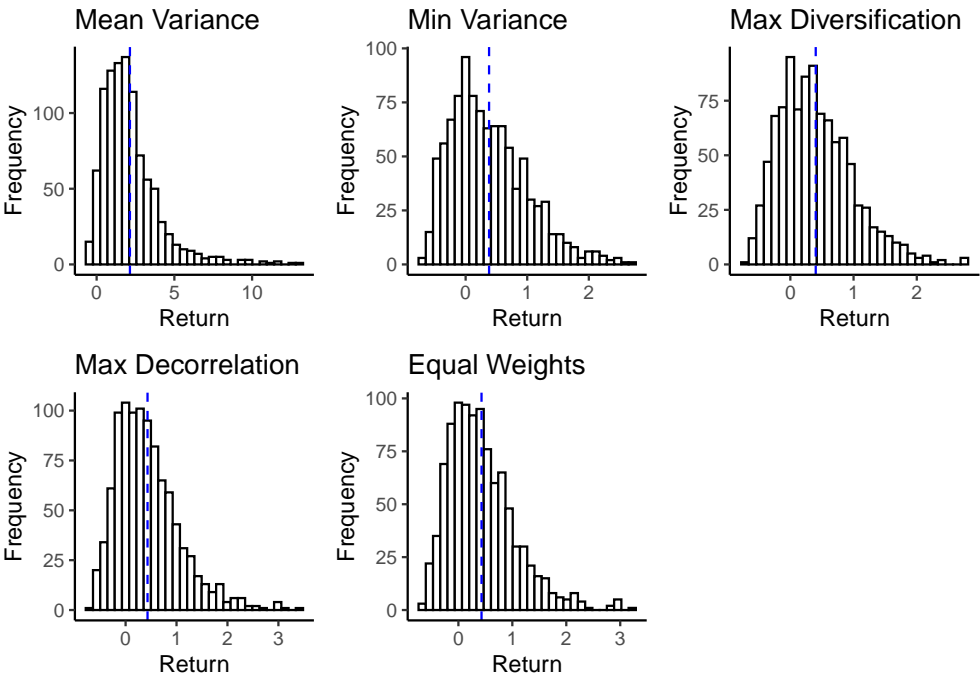 Mean Variance
Frequency
100
50
0
0 5 10
Return
Min Variance
Frequency
100
75
50
25
0
0 1 2
Return
Max Diversification
Frequency
75
50
25
0
0 1 2
Return
Max Decorrelation
Frequency
100
75
50
25
0
0 1 2 3
Return
Equal Weights
Frequency
100
75
50
25
0
0 1 2 3
Return